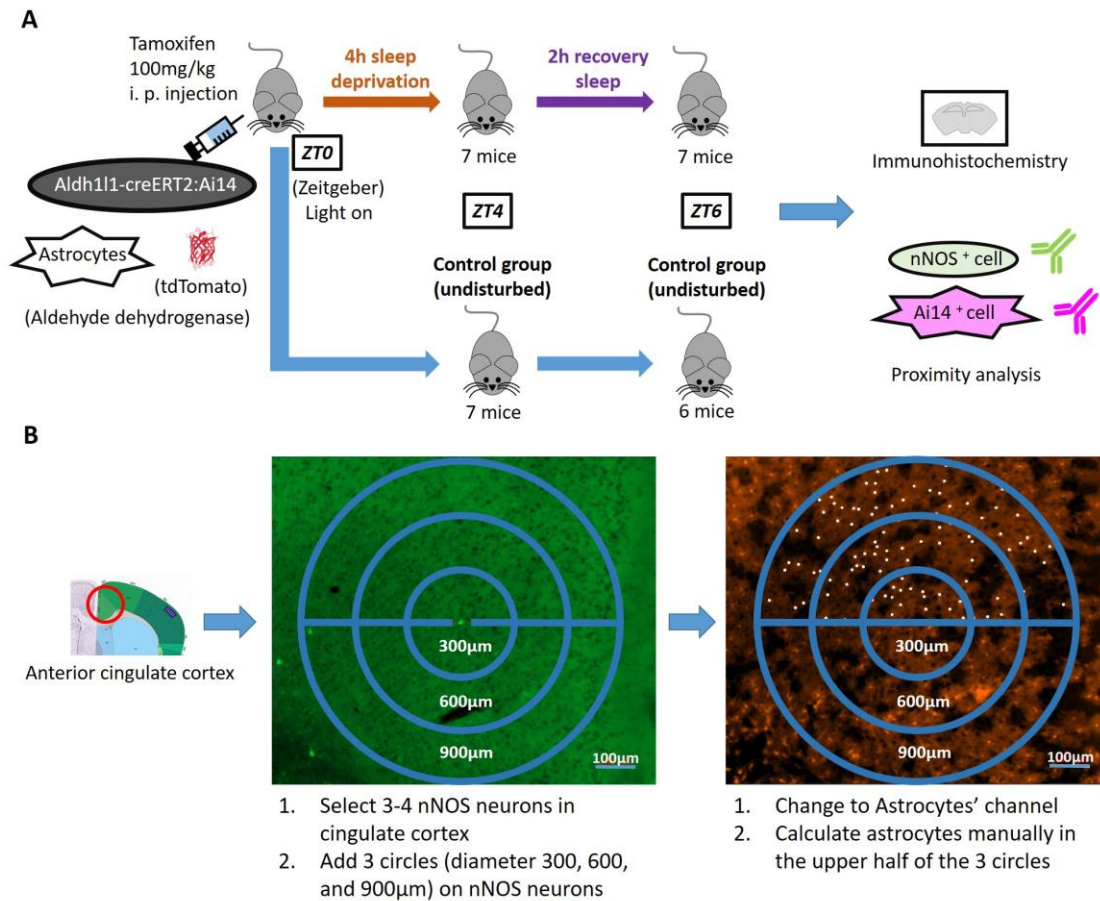 A
Tamoxifen
100mg/kg
i. p. injection
4h sleep
deprivation
2h recovery
sleep
7 mice
7 mice
Immunohistochemistry
Aldh1l1-creERT2:Ai14
ZT0
(Zeitgeber)
Light on
ZT4
ZT6
Astrocytes
(tdTomato)
(Aldehyde dehydrogenase)
Control group
(undisturbed)
Control group
(undisturbed)
nNOS + cell
Ai14 + cell
Proximity analysis
7 mice
6 mice
B
Anterior cingulate cortex
300µm
600µm
900µm
100µm
300µm
600µm
900µm
100µm
1. Select 3-4 nNOS neurons in
cingulate cortex
2. Add 3 circles (diameter 300, 600,
and 900µm) on nNOS neurons
1. Change to Astrocytes’ channel
2. Calculate astrocytes manually in
the upper half of the 3 circles